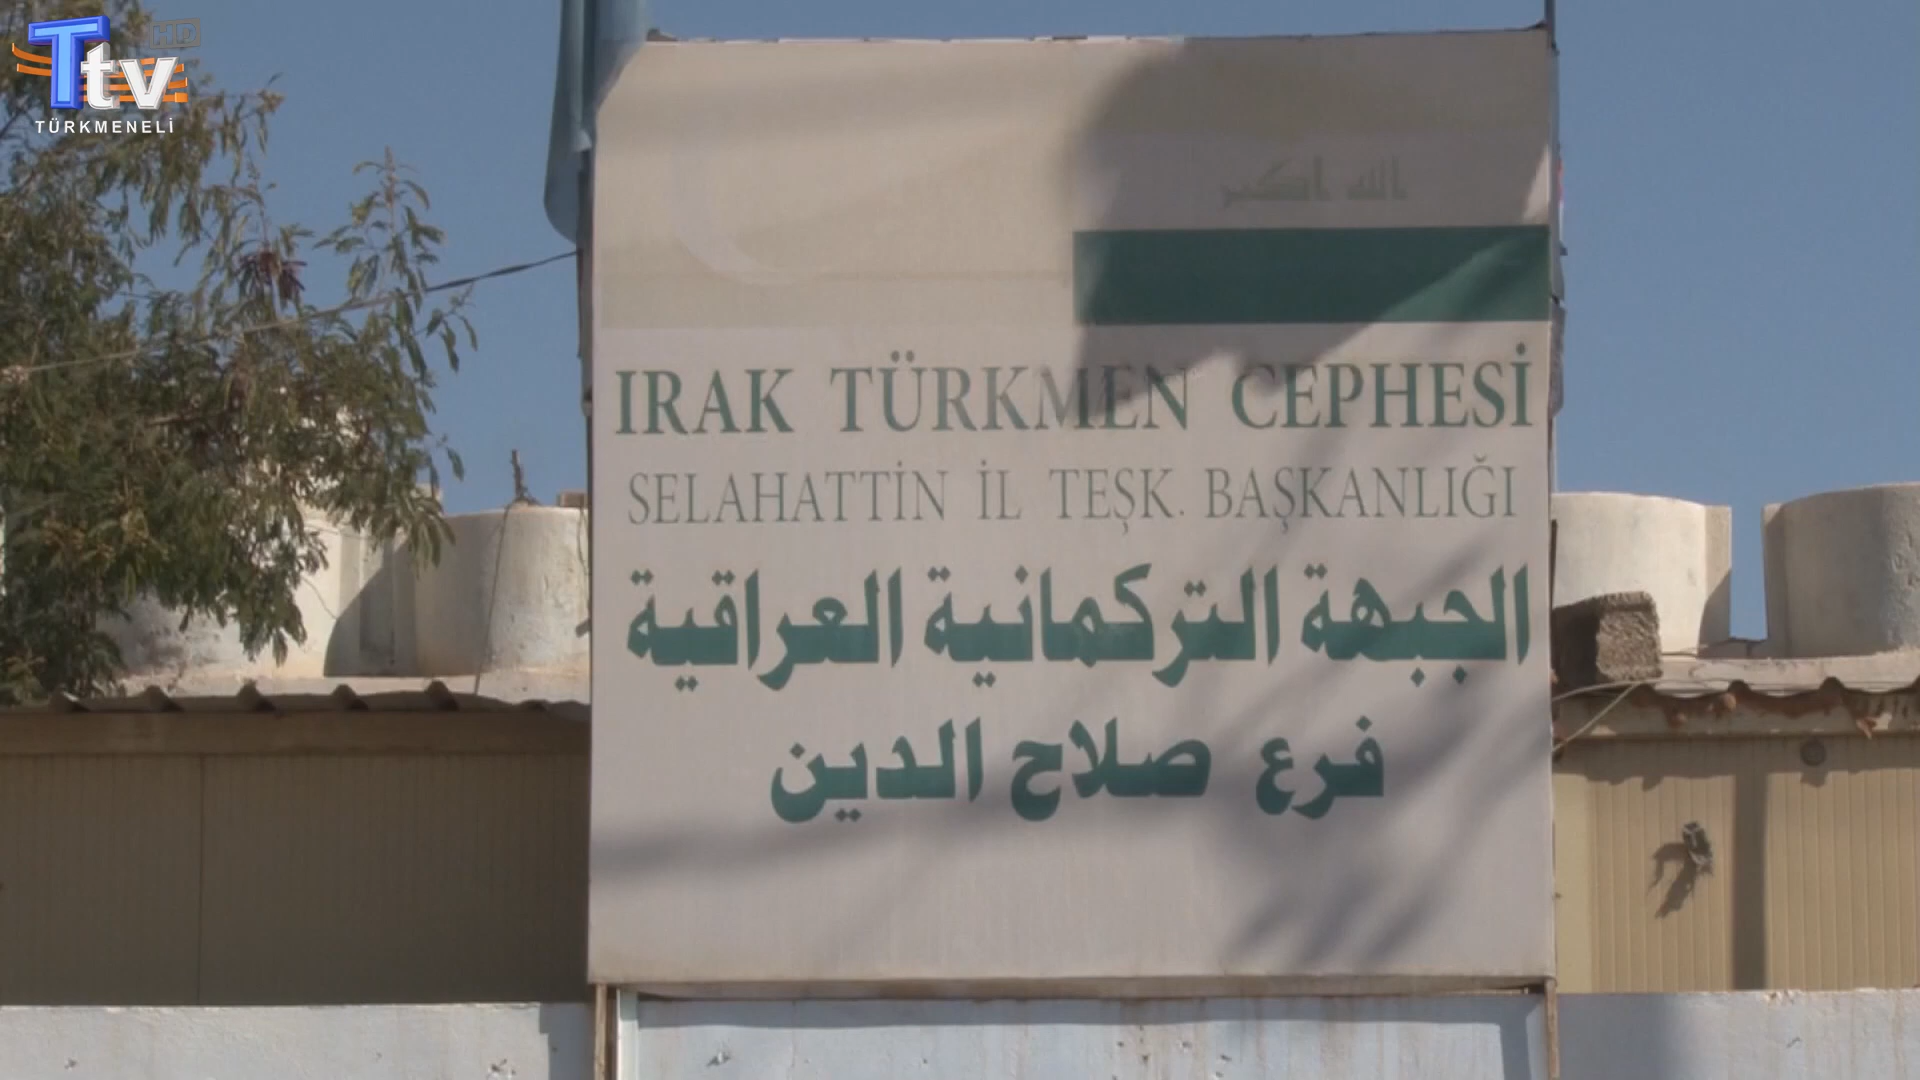 Ttv HD
TÜRKMENELİ
الله اكبر
IRAK TÜRKMEN CEPHESİ
SELAHATTİN İL TEŞK. BAŞKANLIĞI
الجبهة التركمانية العراقية
فرع صلاح الدين